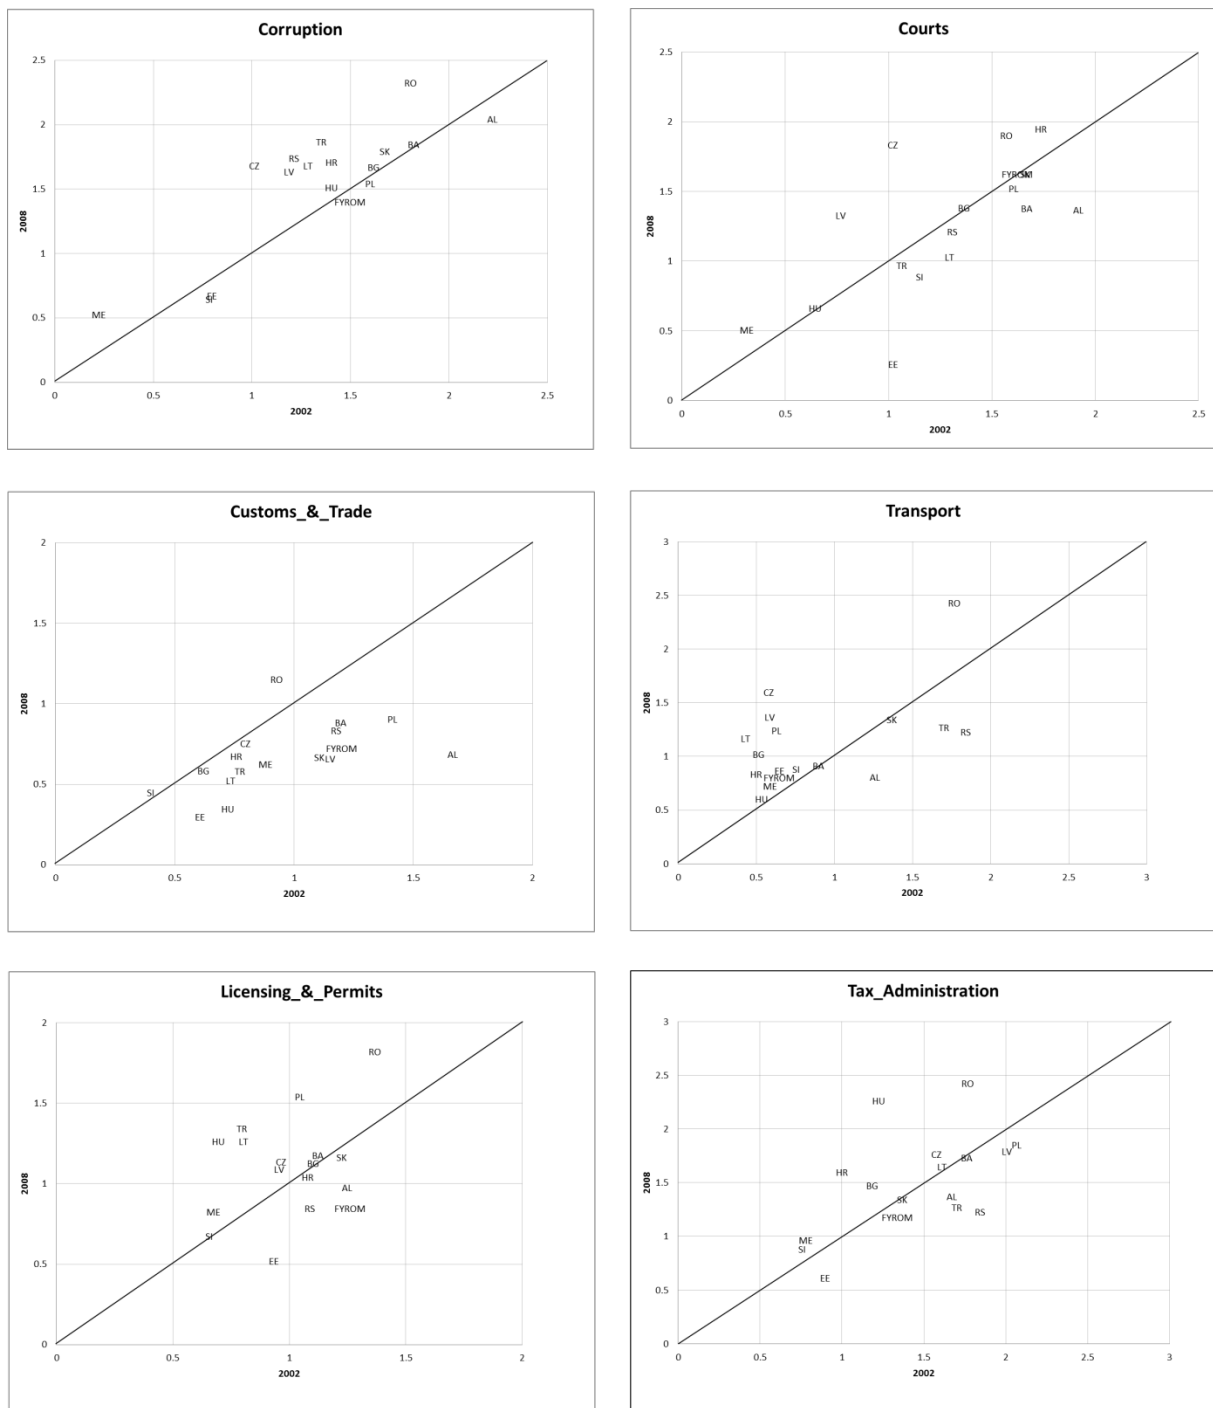 Corruption
2.5
2
1.5
1
0.5
0
2008
RO
AL
TR
BA
SK
RS
CZ
LT
HR
LV
BG
HU
PL
FYROM
EE
SI
ME
0
0.5
1
1.5
2
2.5
2002
Courts
2.5
2
1.5
1
0.5
0
2008
HR
RO
CZ
FYROM
SK
PL
LV
BG
BA
AL
RS
LT
TR
SI
HU
ME
EE
0
0.5
1
1.5
2
2.5
2002
Customs_&_Trade
2
1.5
1
0.5
0
2008
RO
PL
BA
RS
CZ
FYROM
HR
SK
LV
AL
ME
BG
TR
LT
SI
HU
EE
0
0.5
1
1.5
2
2002
Transport
3
2.5
2
1.5
1
0.5
0
2008
RO
CZ
LV
SK
PL
TR
RS
LT
BG
BA
EE
SI
HR
FYROM
AL
ME
HU
0
0.5
1
1.5
2
2.5
3
2002
Licensing_&_Permits
2
1.5
1
0.5
0
2008
RO
PL
TR
HU
LT
BA
SK
CZ
BG
LV
HR
AL
RS
FYROM
ME
SI
EE
0
0.5
1
1.5
2
2002
Tax_Administration
3
2.5
2
1.5
1
0.5
0
2008
RO
HU
PL
LV
CZ
BA
LT
HR
BG
SK
AL
TR
RS
FYROM
ME
SI
EE
0
0.5
1
1.5
2
2.5
3
2002